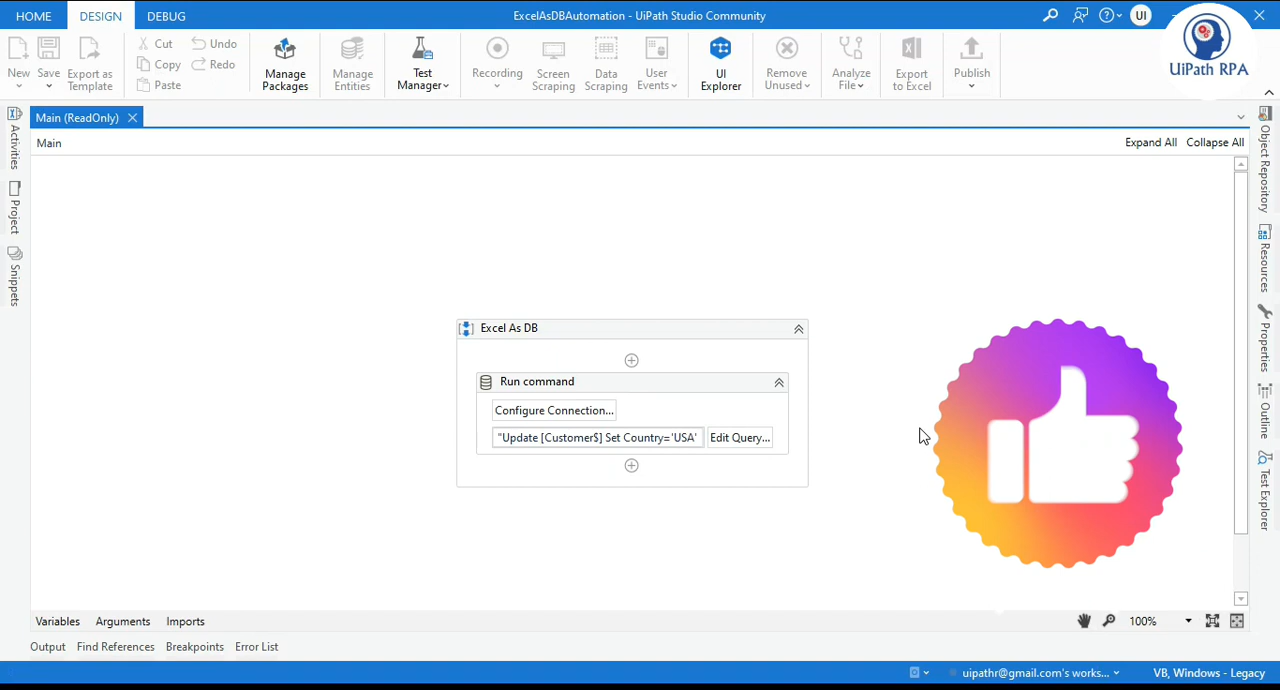 HOME DESIGN DEBUG ExcelAsDBAutomation - UiPath Studio Community UI
New Save Export as Template Cut Copy Paste Undo Redo Manage Packages Manage Entities Test Manager Recording Screen Scraping Data Scraping User Events UI Explorer Remove Unused Analyze File Export to Excel Publish
UiPath RPA
Main (ReadOnly)
Main Expand All Collapse All
Activities
Project
Snippets
Object Repository
Resources
Properties
Outline
Test Explorer
Excel As DB
Run command
Configure Connection...
"Update [Customer$] Set Country='USA' Edit Query...
Variables Arguments Imports 100%
Output Find References Breakpoints Error List
uipathr@gmail.com's works... VB, Windows - Legacy